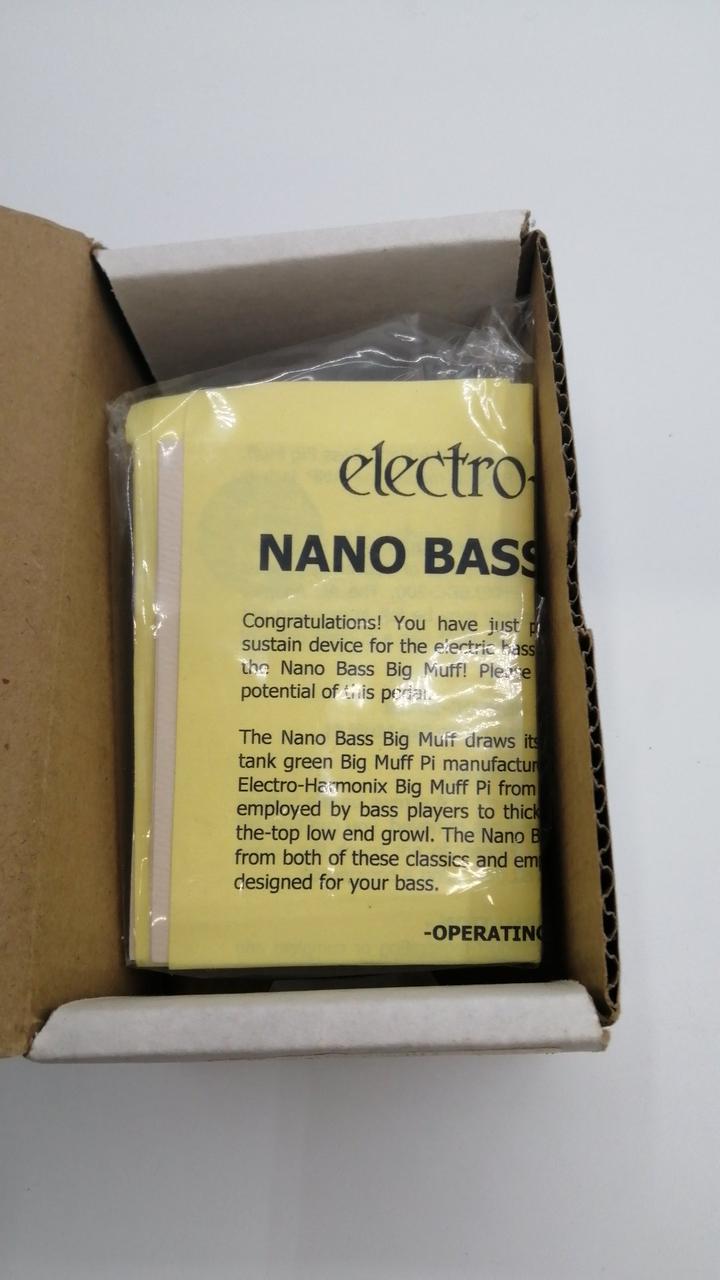 electro-
NANO BASS
Congratulations! You have just
sustain device for the electric bass
the Nano Bass Big Muff! Please
potential of this pedal.
The Nano Bass Big Muff draws its
tank green Big Muff Pi manufactur
Electro-Harmonix Big Muff Pi from
employed by bass players to thick
the-top low end growl. The Nano B
from both of these classics and emp
designed for your bass.
-OPERATING